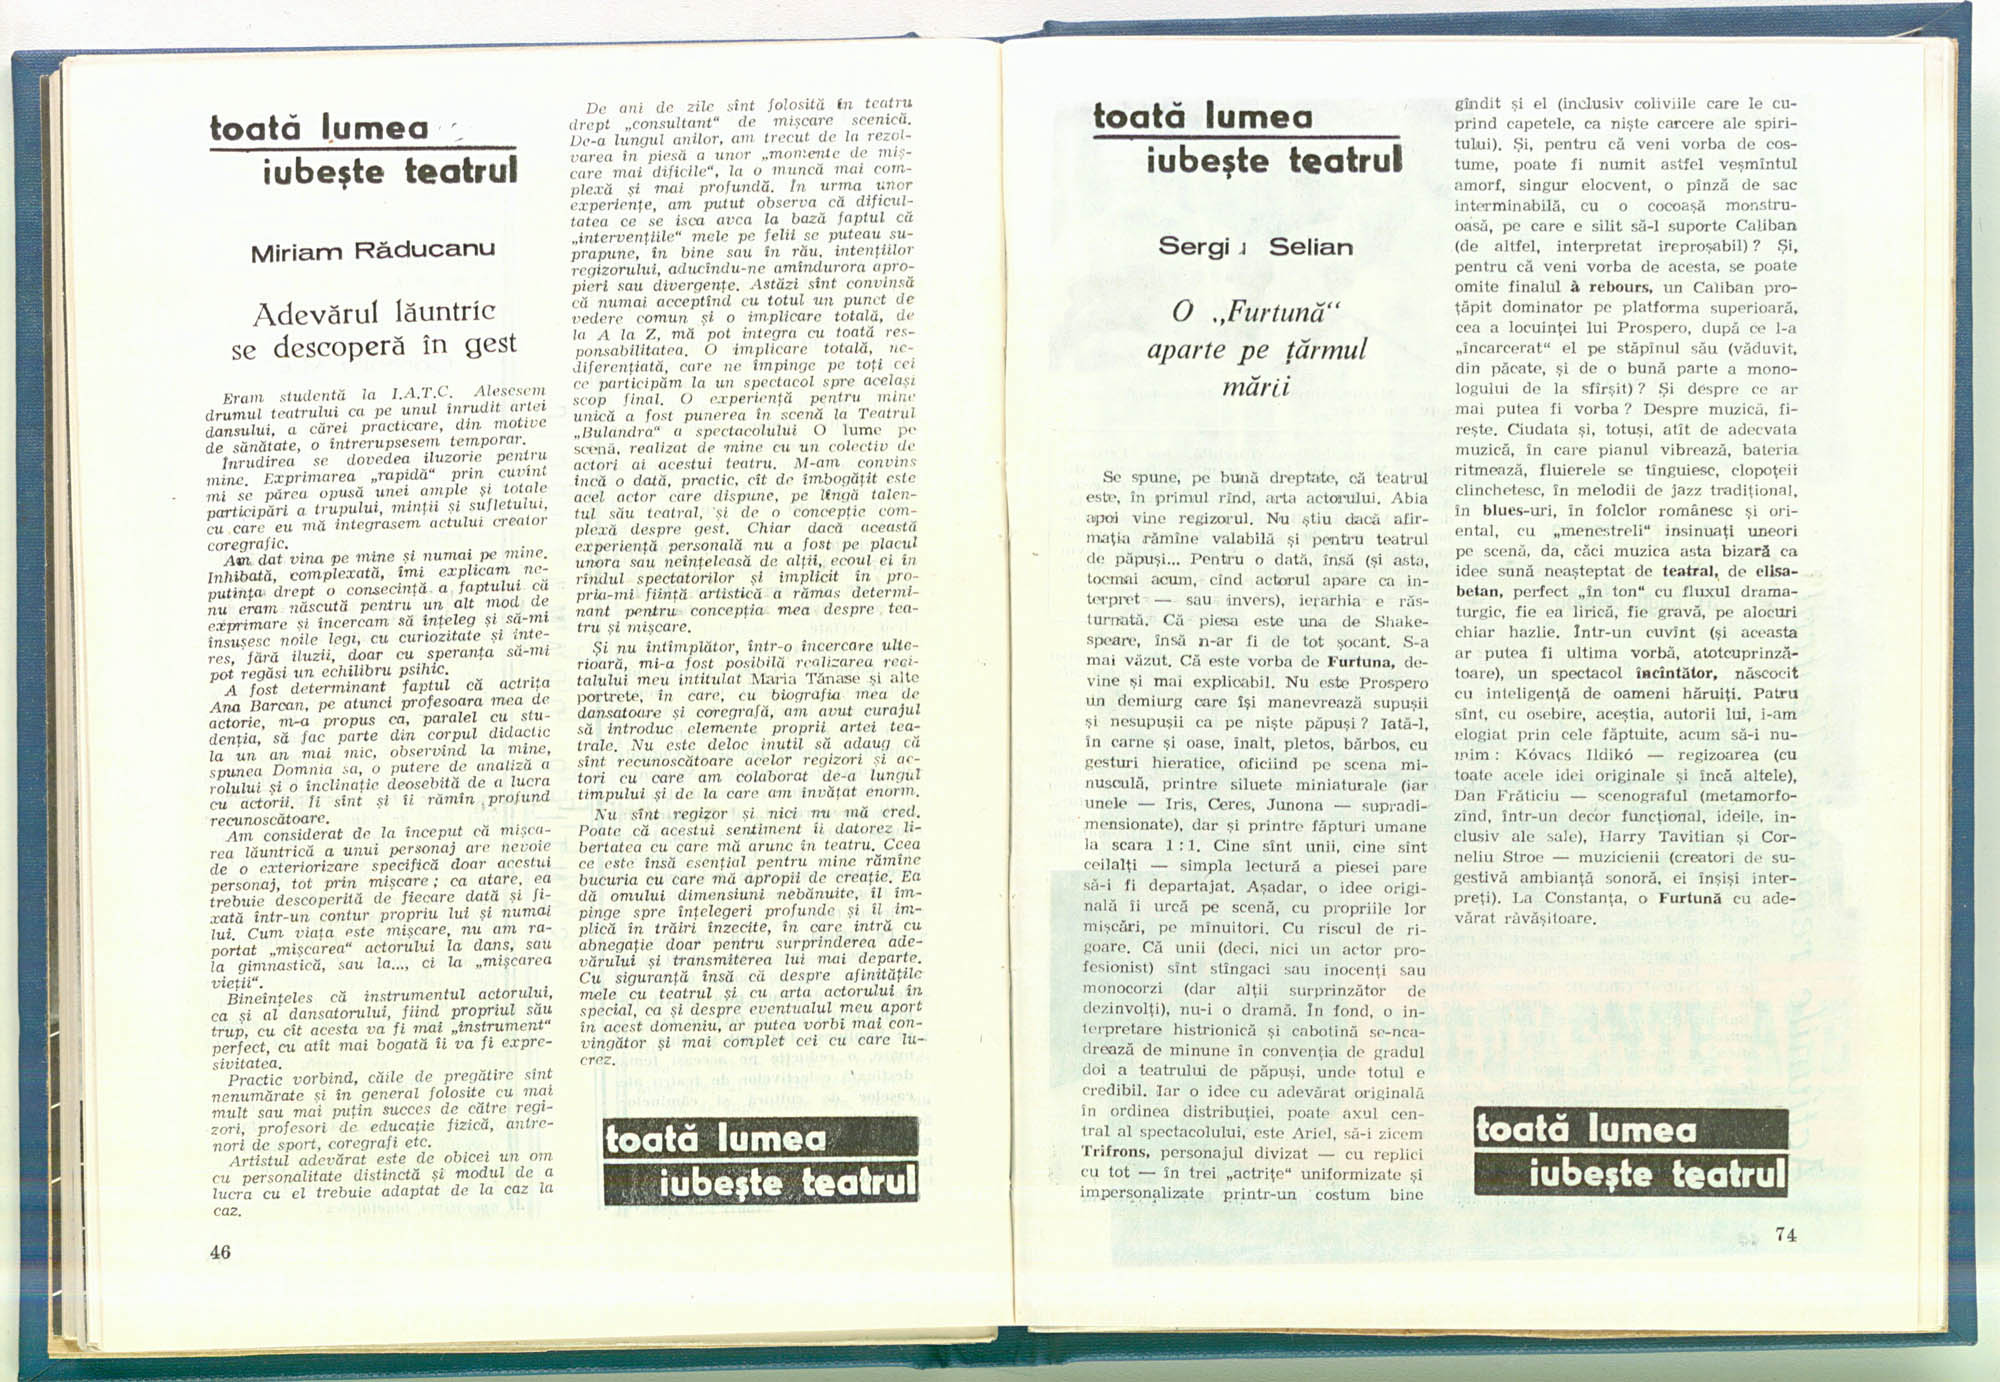 toată lumea
iubește teatrul
Miriam Răducanu
Adevărul lăuntric
se descoperă în gest
Eram studentă la I.A.T.C. Alesesem
drumul teatrului ca pe unul înrudit artei
dansului, a cărei practicare, din motive
de sănătate, o întrerupsesem temporar.
Înrudirea se dovedea iluzorie pentru
mine. Exprimarea „rapidă“ prin cuvînt
mi se părea opusă unei ample și totale
participări a trupului, minții și sufletului,
cu care eu mă integrasem actului creator
coregrafic.
Am dat vina pe mine și numai pe mine.
Inhibată, complexată, îmi explicam ne-
putința drept o consecință a faptului că
nu eram născută pentru un alt mod de
exprimare și încercam să înțeleg și să-mi
însușesc noile legi, cu curiozitate și inte-
res, fără iluzii, doar cu speranța să-mi
pot regăsi un echilibru psihic.
A fost determinant faptul că actrița
Ana Barcan, pe atunci profesoara mea de
actorie, m-a propus ca, paralel cu stu-
denția, să fac parte din corpul didactic
la un an mai mic, observînd la mine,
spunea Domnia sa, o putere de analiză a
rolului și o înclinație deosebită de a lucra
cu actorii. Îi sînt și îi rămîn profund
recunoscătoare.
Am considerat de la început că mișca-
rea lăuntrică a unui personaj are nevoie
de o exteriorizare specifică doar acestui
personaj, tot prin mișcare ; ca atare, ea
trebuie descoperită de fiecare dată și fi-
xată într-un contur propriu lui și numai
lui. Cum viața este mișcare, nu am ra-
portat „mișcarea“ actorului la dans, sau
la gimnastică, sau la..., ci la „mișcarea
vieții“.
Bineînțeles că instrumentul actorului,
ca și al dansatorului, fiind propriul său
trup, cu cît acesta va fi mai „instrument“
perfect, cu atît mai bogată îi va fi expre-
sivitatea.
Practic vorbind, căile de pregătire sînt
nenumărate și în general folosite cu mai
mult sau mai puțin succes de către regi-
zori, profesori de educație fizică, antre-
nori de sport, coregrafi etc.
Artistul adevărat este de obicei un om
cu personalitate distinctă și modul de a
lucra cu el trebuie adaptat de la caz la
caz.
46
De ani de zile sînt folosită în teatru
drept „consultant“ de mișcare scenică.
De-a lungul anilor, am trecut de la rezol-
varea în piesă a unor „momente de miș-
care mai dificile“, la o muncă mai com-
plexă și mai profundă. În urma unor
experiențe, am putut observa că dificul-
tatea ce se isca avea la bază faptul că
„intervențiile“ mele pe felii se puteau su-
prapune, în bine sau în rău, intențiilor
regizorului, aducîndu-ne amîndurora apro-
pieri sau divergențe. Astăzi sînt convinsă
că numai acceptînd cu totul un punct de
vedere comun și o implicare totală, de
la A la Z, mă pot integra cu toată res-
ponsabilitatea. O implicare totală, ne-
diferențiată, care ne împinge pe toți cei
ce participăm la un spectacol spre același
scop final. O experiență pentru mine
unică a fost punerea în scenă la Teatrul
„Bulandra“ a spectacolului O lume pe
scenă, realizat de mine cu un colectiv de
actori ai acestui teatru. M-am convins
încă o dată, practic, cît de îmbogățit este
acel actor care dispune, pe lîngă talen-
tul său teatral, și de o concepție com-
plexă despre gest. Chiar dacă această
experiență personală nu a fost pe placul
unora sau neînțeleasă de alții, ecoul ei în
rîndul spectatorilor și implicit în pro-
pria-mi ființă artistică a rămas determi-
nant pentru concepția mea despre tea-
tru și mișcare.
Și nu întîmplător, într-o încercare ulte-
rioară, mi-a fost posibilă realizarea reci-
talului meu intitulat Maria Tănase și alte
portrete, în care, cu biografia mea de
dansatoare și coregrafă, am avut curajul
să introduc elemente proprii artei tea-
trale. Nu este deloc inutil să adaug că
sînt recunoscătoare acelor regizori și ac-
tori cu care am colaborat de-a lungul
timpului și de la care am învățat enorm.
Nu sînt regizor și nici nu mă cred.
Poate că acestui sentiment îi datorez li-
bertatea cu care mă arunc în teatru. Ceea
ce este însă esențial pentru mine rămîne
bucuria cu care mă apropii de creație. Ea
dă omului dimensiuni nebănuite, îl îm-
pinge spre înțelegeri profunde și îl im-
plică în trăiri înzecite, în care intră cu
abnegație doar pentru surprinderea ade-
vărului și transmiterea lui mai departe.
Cu siguranță însă că despre afinitățile
mele cu teatrul și cu arta actorului în
special, ca și despre eventualul meu aport
în acest domeniu, ar putea vorbi mai con-
vingător și mai complet cei cu care lu-
crez.
toată lumea
iubește teatrul
toată lumea
iubește teatrul
Sergiu Selian
O „Furtună“
aparte pe țărmul
mării
Se spune, pe bună dreptate, că teatrul
este, în primul rînd, arta actorului. Abia
apoi vine regizorul. Nu știu dacă afir-
mația rămîne valabilă și pentru teatrul
de păpuși... Pentru o dată, însă (și asta,
tocmai acum, cînd actorul apare ca in-
terpret — sau invers), ierarhia e răs-
turnată. Că piesa este una de Shake-
speare, însă n-ar fi de tot șocant. S-a
mai văzut. Că este vorba de Furtuna, de-
vine și mai explicabil. Nu este Prospero
un demiurg care își manevrează supușii
și nesupușii ca pe niște păpuși ? Iată-l,
în carne și oase, înalt, pletos, bărbos, cu
gesturi hieratice, oficiind pe scena mi-
nusculă, printre siluete miniaturale (iar
unele — Iris, Ceres, Junona — supradi-
mensionate), dar și printre făpturi umane
la scara 1 : 1. Cine sînt unii, cine sînt
ceilalți — simpla lectură a piesei pare
să-i fi departajat. Așadar, o idee origi-
nală îi urcă pe scenă, cu propriile lor
mișcări, pe mînuitori. Cu riscul de ri-
goare. Că unii (deci, nici un actor pro-
fesionist) sînt stîngaci sau inocenți sau
monocorzi (dar alții surprinzător de
dezinvolți), nu-i o dramă. În fond, o in-
terpretare histrionică și cabotină se-nca-
drează de minune în convenția de gradul
doi a teatrului de păpuși, unde totul e
credibil. Iar o idee cu adevărat originală
în ordinea distribuției, poate axul cen-
tral al spectacolului, este Ariel, să-i zicem
Trifrons, personajul divizat — cu replici
cu tot — în trei „actrițe“ uniformizate și
impersonalizate printr-un costum bine
gîndit și el (inclusiv coliviile care le cu-
prind capetele, ca niște carcere ale spiri-
tului). Și, pentru că veni vorba de cos-
tume, poate fi numit astfel veșmîntul
amorf, singur elocvent, o pînză de sac
interminabilă, cu o cocoașă monstru-
oasă, pe care e silit să-l suporte Caliban
(de altfel, interpretat ireproșabil) ? Și,
pentru că veni vorba de acesta, se poate
omite finalul à rebours, un Caliban pro-
țăpit dominator pe platforma superioară,
cea a locuinței lui Prospero, după ce l-a
„încarcerat“ el pe stăpînul său (văduvit,
din păcate, și de o bună parte a mono-
logului de la sfîrșit) ? Și despre ce ar
mai putea fi vorba ? Despre muzică, fi-
rește. Ciudata și, totuși, atît de adecvata
muzică, în care pianul vibrează, bateria
ritmează, fluierele se tînguiesc, clopoțeii
clinchetesc, în melodii de jazz tradițional,
în blues-uri, în folclor românesc și ori-
ental, cu „menestreli“ insinuați uneori
pe scenă, da, căci muzica asta bizară ca
idee sună neașteptat de teatral, de elisa-
betan, perfect „în ton“ cu fluxul drama-
turgic, fie ea lirică, fie gravă, pe alocuri
chiar hazlie. Într-un cuvînt (și aceasta
ar putea fi ultima vorbă, atotcuprinză-
toare), un spectacol încîntător, născocit
cu inteligență de oameni hăruiți. Patru
sînt, cu osebire, aceștia, autorii lui, i-am
elogiat prin cele făptuite, acum să-i nu-
mim : Kóvacs Ildikó — regizoarea (cu
toate acele idei originale și încă altele),
Dan Frăticiu — scenograful (metamorfo-
zînd, într-un decor funcțional, ideile, in-
clusiv ale sale), Harry Tavitian și Cor-
neliu Stroe — muzicienii (creatori de su-
gestivă ambianță sonoră, ei înșiși inter-
preți). La Constanța, o Furtună cu ade-
vărat răvășitoare.
toată lumea
iubește teatrul
74